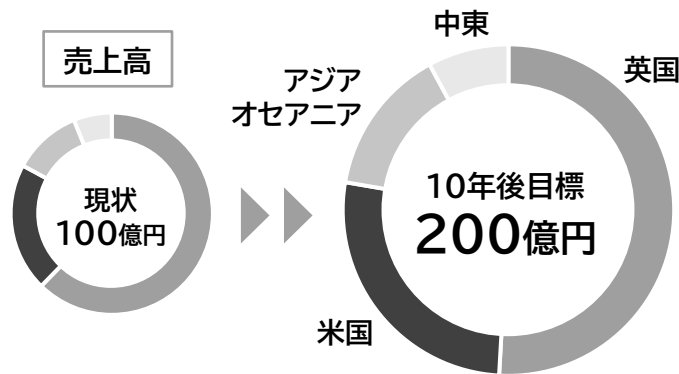 売上高
現状
100億円
10年後目標
200億円
英国
米国
アジア
オセアニア
中東